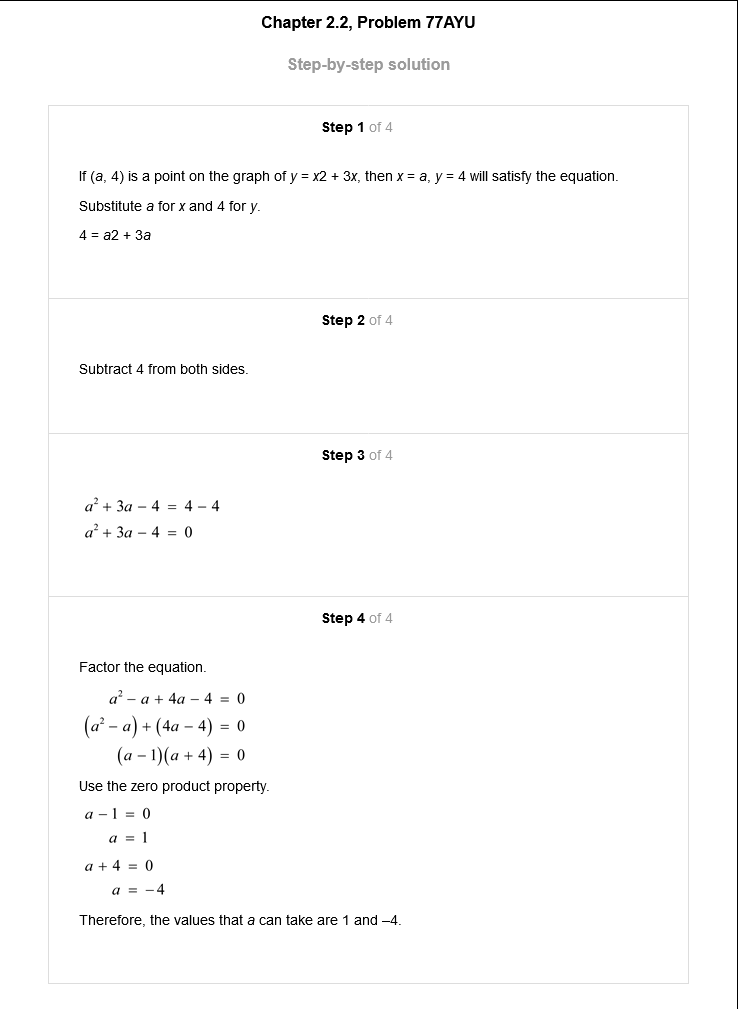 Chapter 2.2, Problem 77AYU
Step-by-step solution
Step 1 of 4
If (a, 4) is a point on the graph of y = x2 + 3x, then x = a, y = 4 will satisfy the equation.
Substitute a for x and 4 for y.
4 = a2 + 3a
Step 2 of 4
Subtract 4 from both sides.
Step 3 of 4
a² + 3a − 4 = 4 − 4
a² + 3a − 4 = 0
Step 4 of 4
Factor the equation.
a² − a + 4a − 4 = 0
(a² − a) + (4a − 4) = 0
(a − 1)(a + 4) = 0
Use the zero product property.
a − 1 = 0
a = 1
a + 4 = 0
a = −4
Therefore, the values that a can take are 1 and –4.